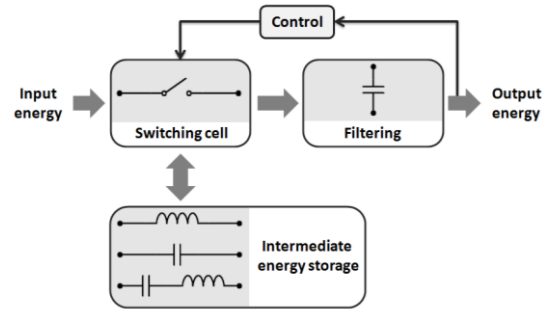 Control
Input
energy
Switching cell
Filtering
Output
energy
Intermediate
energy storage